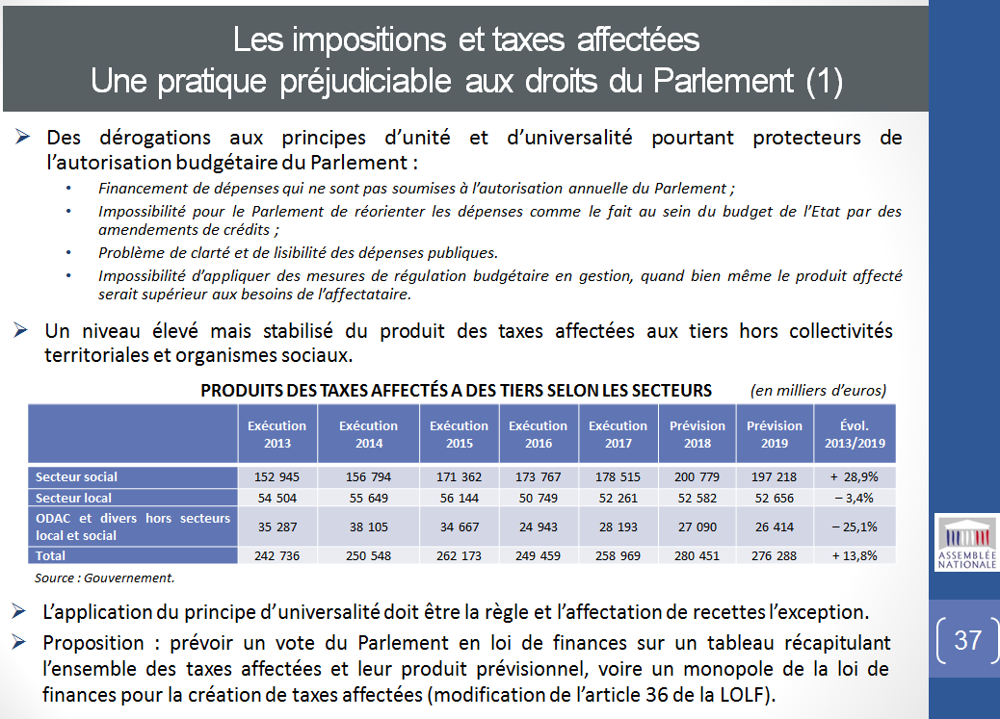 Les impositions et taxes affectées
Une pratique préjudiciable aux droits du Parlement (1)
➢ Des dérogations aux principes d’unité et d’universalité pourtant protecteurs de
l’autorisation budgétaire du Parlement :
• Financement de dépenses qui ne sont pas soumises à l’autorisation annuelle du Parlement ;
• Impossibilité pour le Parlement de réorienter les dépenses comme le fait au sein du budget de l’Etat par des
amendements de crédits ;
• Problème de clarté et de lisibilité des dépenses publiques.
• Impossibilité d’appliquer des mesures de régulation budgétaire en gestion, quand bien même le produit affecté
serait supérieur aux besoins de l’affectataire.
➢ Un niveau élevé mais stabilisé du produit des taxes affectées aux tiers hors collectivités
territoriales et organismes sociaux.
PRODUITS DES TAXES AFFECTÉS A DES TIERS SELON LES SECTEURS (en milliers d’euros)
Exécution Exécution Exécution Exécution Exécution Prévision Prévision Évol.
2013 2014 2015 2016 2017 2018 2019 2013/2019
Secteur social 152 945 156 794 171 362 173 767 178 515 200 779 197 218 + 28,9%
Secteur local 54 504 55 649 56 144 50 749 52 261 52 582 52 656 – 3,4%
ODAC et divers hors secteurs
local et social 35 287 38 105 34 667 24 943 28 193 27 090 26 414 – 25,1%
Total 242 736 250 548 262 173 249 459 258 969 280 451 276 288 + 13,8%
Source : Gouvernement.
➢ L’application du principe d’universalité doit être la règle et l’affectation de recettes l’exception.
➢ Proposition : prévoir un vote du Parlement en loi de finances sur un tableau récapitulant
l’ensemble des taxes affectées et leur produit prévisionnel, voire un monopole de la loi de
finances pour la création de taxes affectées (modification de l’article 36 de la LOLF).
ASSEMBLÉE
NATIONALE
37